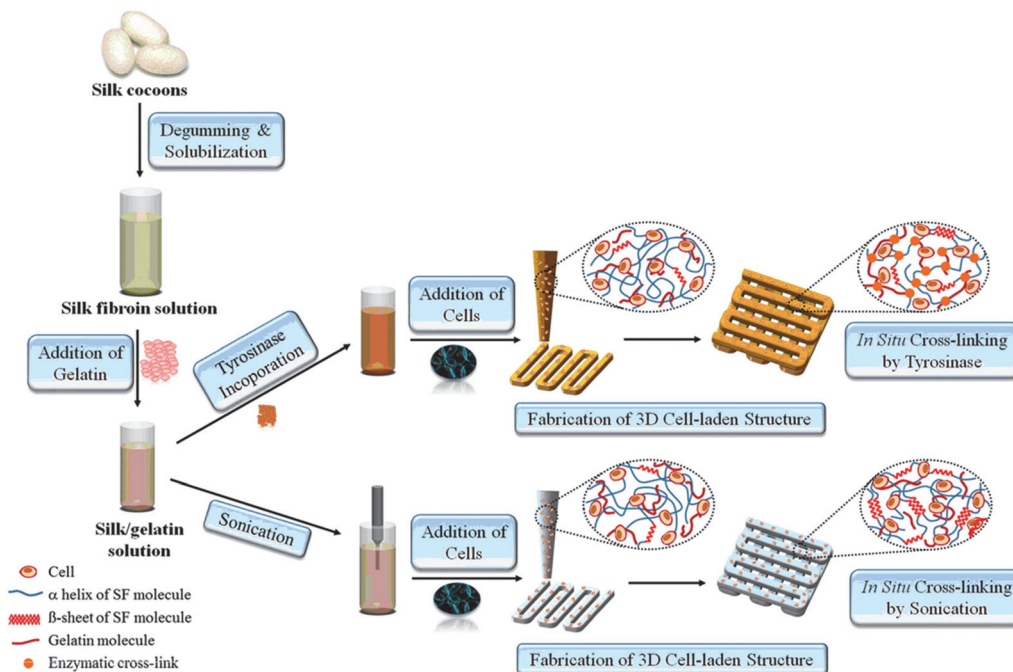 Silk cocoons
Degumming &
Solubilization
Silk fibroin solution
Addition of
Gelatin
Tyrosinase
Incoporation
Addition of
Cells
In Situ Cross-linking
by Tyrosinase
Fabrication of 3D Cell-laden Structure
Silk/gelatin
solution
Sonication
Addition of
Cells
In Situ Cross-linking
by Sonication
Fabrication of 3D Cell-laden Structure
Cell
α helix of SF molecule
ß-sheet of SF molecule
Gelatin molecule
Enzymatic cross-link